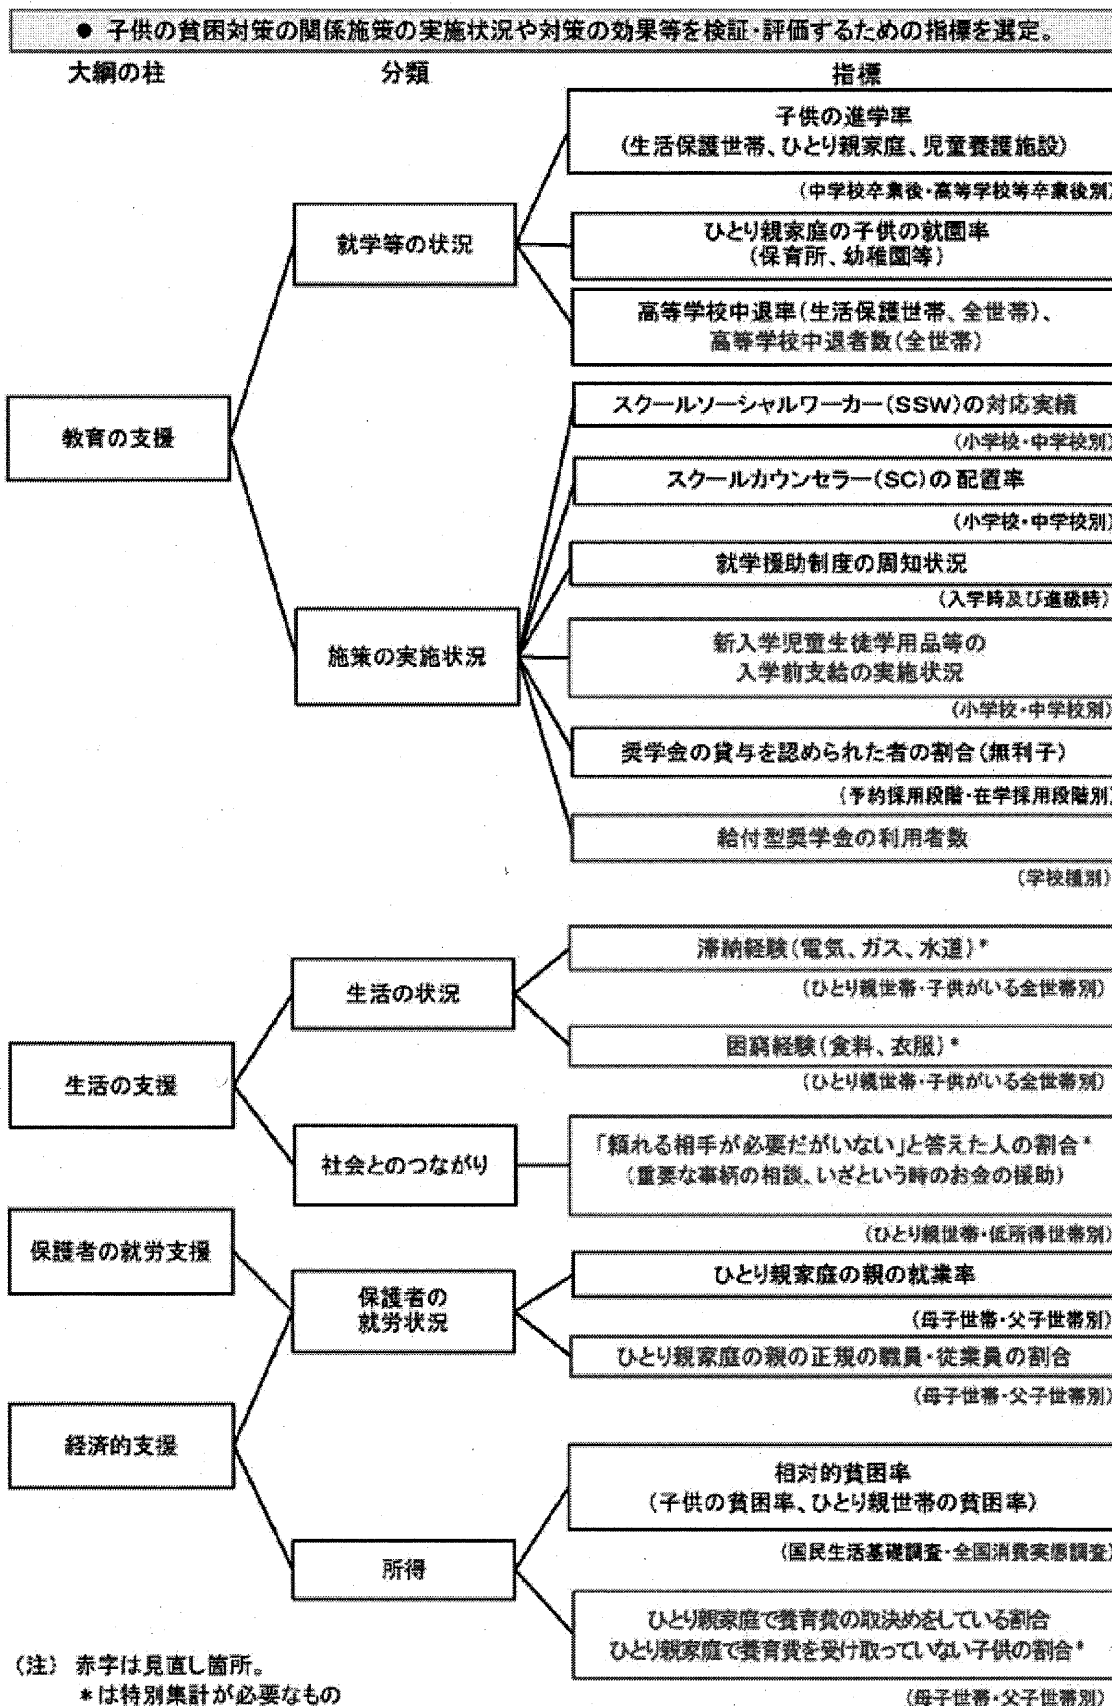 ● 子供の貧困対策の関係施策の実施状況や対策の効果等を検証・評価するための指標を選定。
大綱の柱
分類
指標
教育の支援
就学等の状況
子供の進学率
(生活保護世帯、ひとり親家庭、児童養護施設)
(中学校卒業後・高等学校等卒業後別)
ひとり親家庭の子供の就園率
(保育所、幼稚園等)
高等学校中退率(生活保護世帯、全世帯)、
高等学校中退者数(全世帯)
施策の実施状況
スクールソーシャルワーカー(SSW)の対応実績
(小学校・中学校別)
スクールカウンセラー(SC)の配置率
(小学校・中学校別)
就学援助制度の周知状況
(入学時及び進級時)
新入学児童生徒学用品等の
入学前支給の実施状況
(小学校・中学校別)
奨学金の貸与を認められた者の割合(無利子)
(予約採用段階・在学採用段階別)
給付型奨学金の利用者数
(学校種別)
生活の支援
生活の状況
滞納経験(電気、ガス、水道)*
(ひとり親世帯・子供がいる全世帯別)
困窮経験(食料、衣服)*
(ひとり親世帯・子供がいる全世帯別)
社会とのつながり
「頼れる相手が必要だがいない」と答えた人の割合*
(重要な事柄の相談、いざという時のお金の援助)
(ひとり親世帯・低所得世帯別)
保護者の就労支援
保護者の
就労状況
ひとり親家庭の親の就業率
(母子世帯・父子世帯別)
ひとり親家庭の親の正規の職員・従業員の割合
(母子世帯・父子世帯別)
経済的支援
所得
相対的貧困率
(子供の貧困率、ひとり親世帯の貧困率)
(国民生活基礎調査・全国消費実態調査)
ひとり親家庭で養育費の取決めをしている割合
ひとり親家庭で養育費を受け取っていない子供の割合*
(母子世帯・父子世帯別)
(注) 赤字は見直し箇所。
*は特別集計が必要なもの